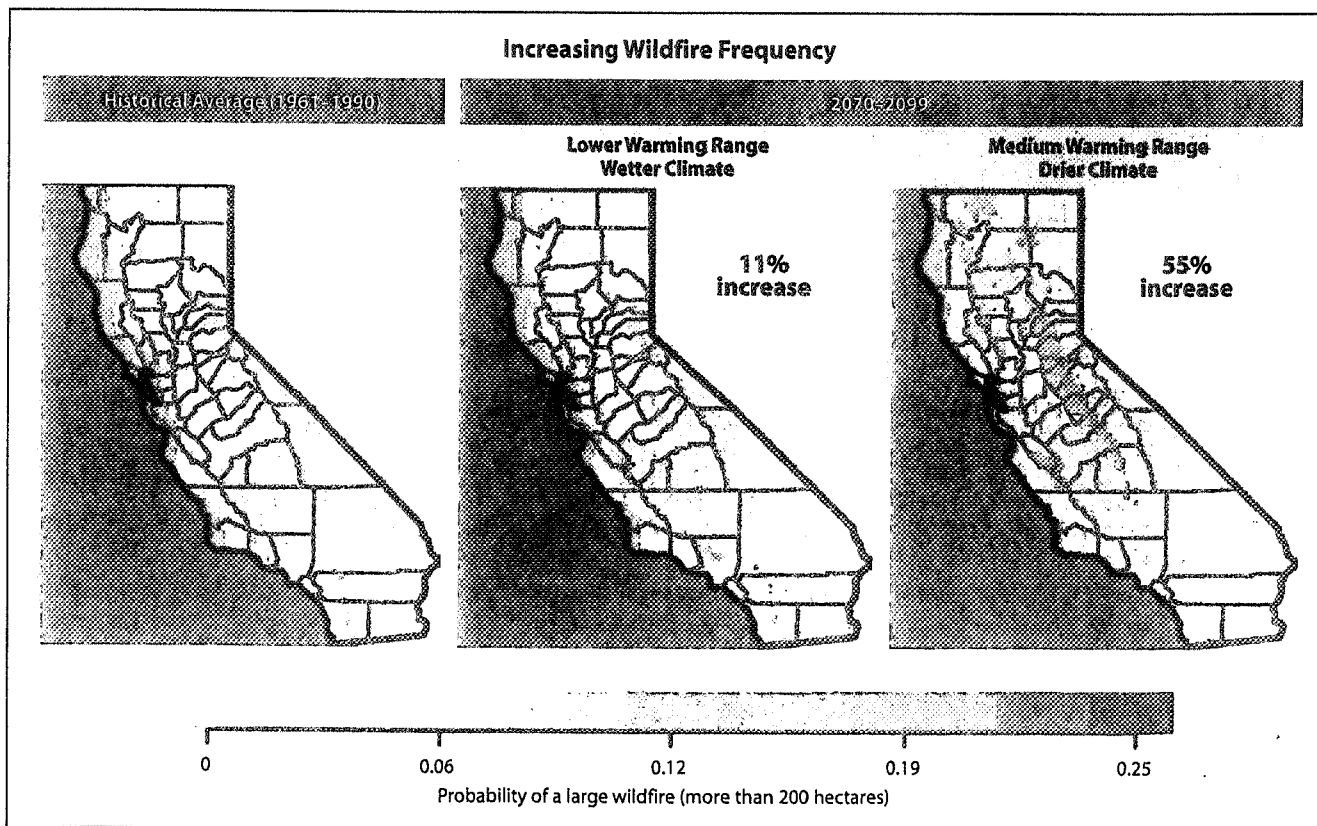 Increasing Wildfire Frequency
Historical Average (1961–1990)
2070–2099
Lower Warming Range
Wetter Climate
Medium Warming Range
Drier Climate
11%
increase
55%
increase
0
0.06
0.12
0.19
0.25
Probability of a large wildfire (more than 200 hectares)